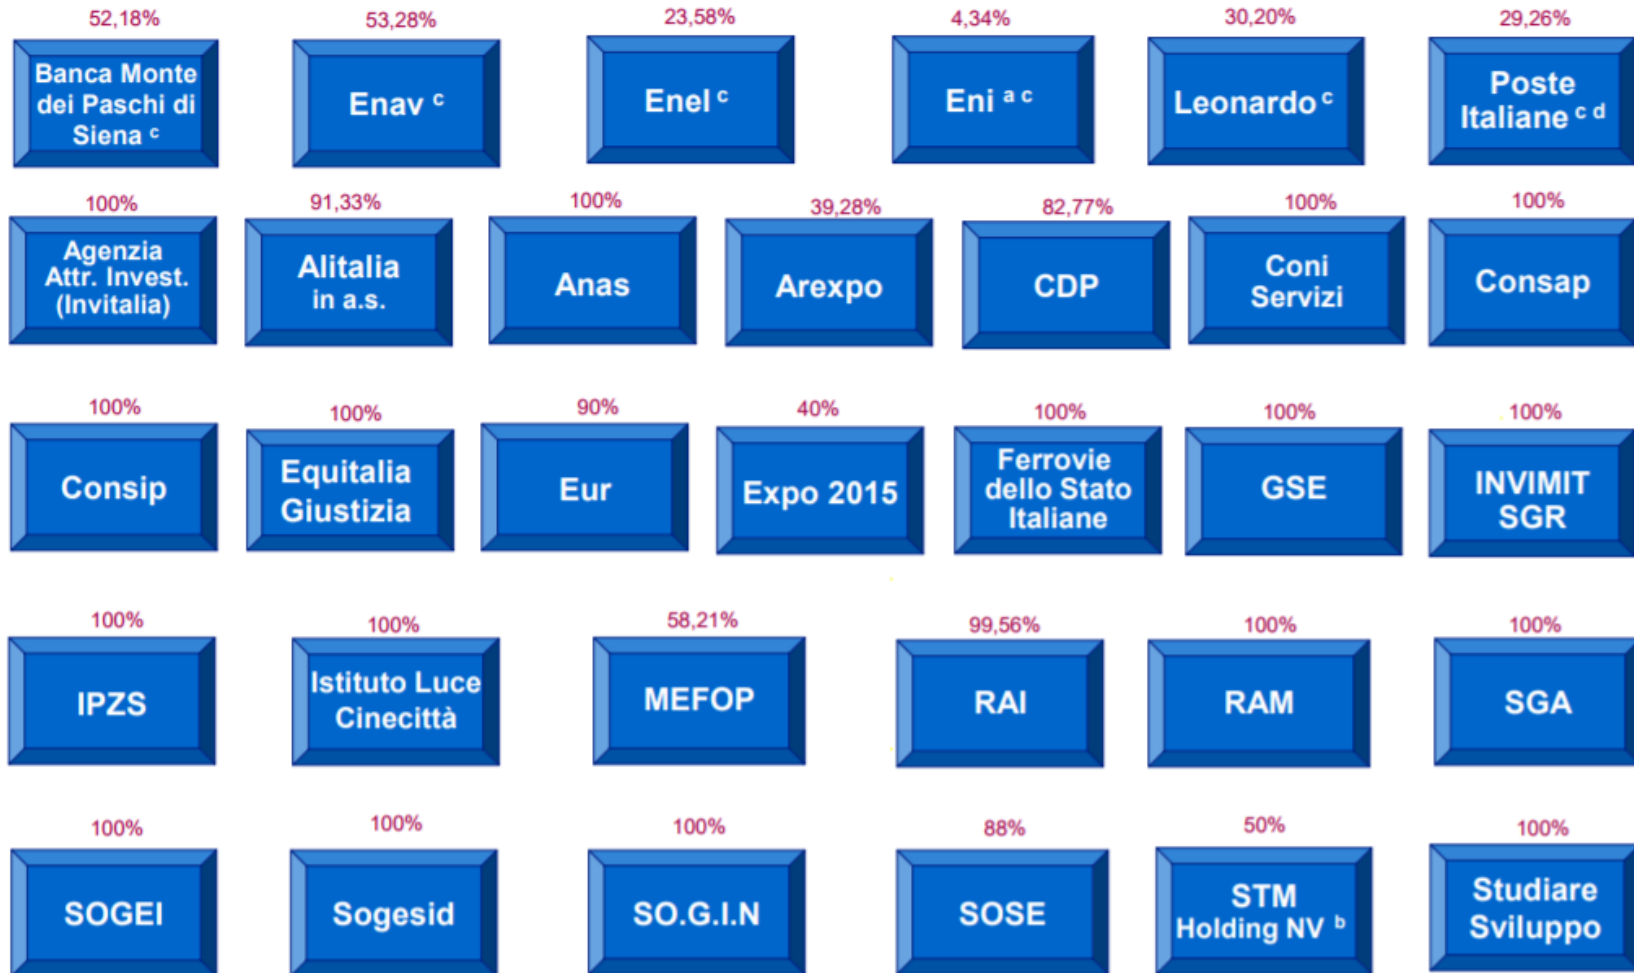 52,18% 53,28% 23,58% 4,34% 30,20% 29,26%
Banca Monte
dei Paschi di
Siena c
Enav c
Enel c
Eni a c
Leonardo c
Poste
Italiane c d
100% 91,33% 100% 39,28% 82,77% 100% 100%
Agenzia
Attr. Invest.
(Invitalia)
Alitalia
in a.s.
Anas
Arexpo
CDP
Coni
Servizi
Consap
100% 100% 90% 40% 100% 100% 100%
Consip
Equitalia
Giustizia
Eur
Expo 2015
Ferrovie
dello Stato
Italiane
GSE
INVIMIT
SGR
100% 100% 58,21% 99,56% 100% 100%
IPZS
Istituto Luce
Cinecittà
MEFOP
RAI
RAM
SGA
100% 100% 100% 88% 50% 100%
SOGEI
Sogesid
SO.G.I.N
SOSE
STM
Holding NV b
Studiare
Sviluppo